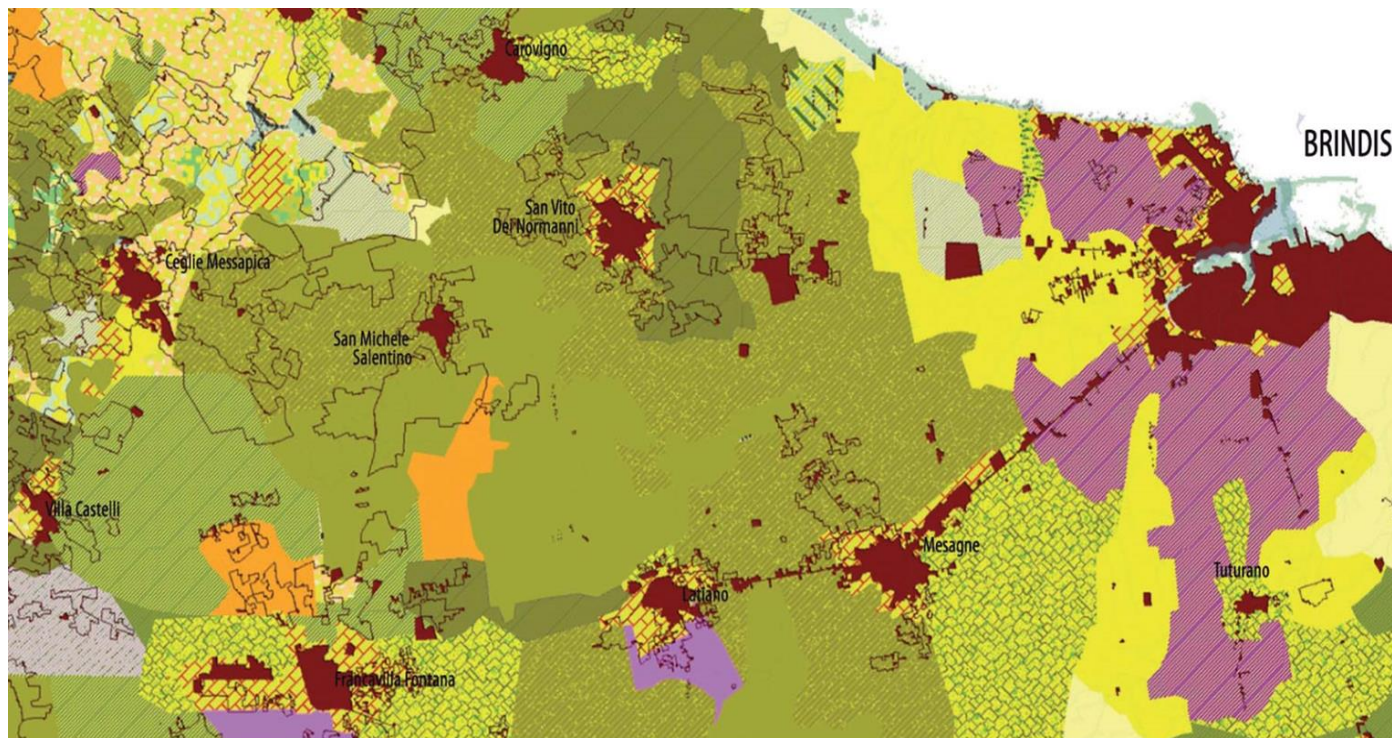 Carovigno
BRINDIS
San Vito
Dei Normanni
Ceglie Messapica
San Michele
Salentino
Villa Castelli
Mesagne
Tuturano
Latiano
Francavilla Fontana